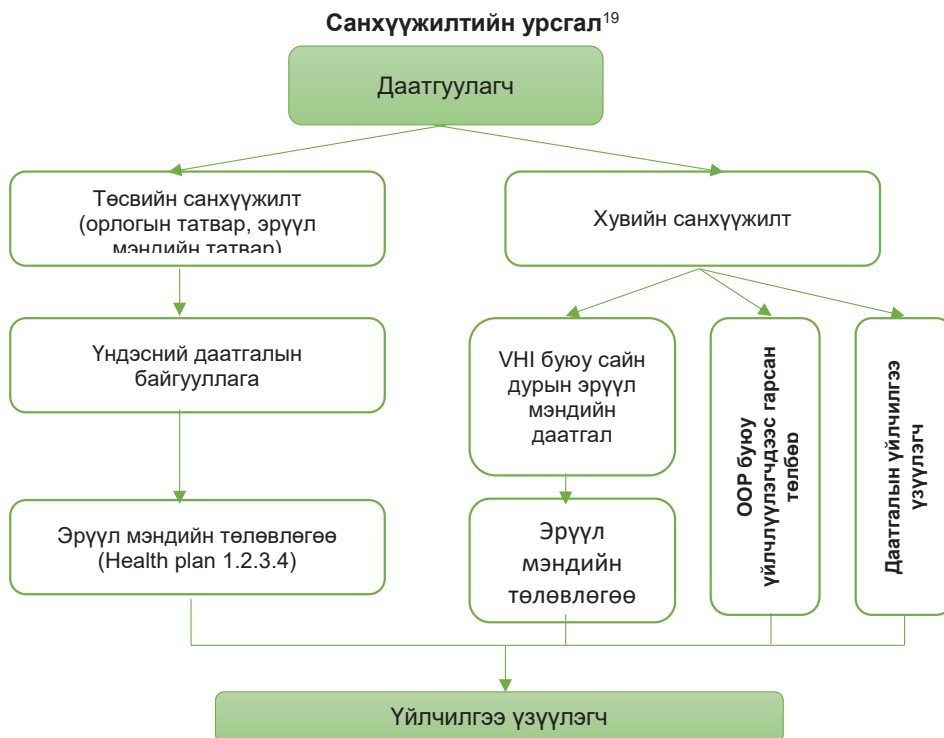 Санхүүжилтийн урсгал19
Даатгуулагч
Төсвийн санхүүжилт
(орлогын татвар, эрүүл
мэндийн татвар)
Хувийн санхүүжилт
Үндэсний даатгалын
байгууллага
VHI буюу сайн
дурын эрүүл
мэндийн
даатгал
OOP буюу
үйлчлүүлэгчдээс гарсан
төлбөр
Даатгалын үйлчилгээ
үзүүлэгч
Эрүүл мэндийн төлөвлөгөө
(Health plan 1.2.3.4)
Эрүүл
мэндийн
төлөвлөгөө
Үйлчилгээ үзүүлэгч